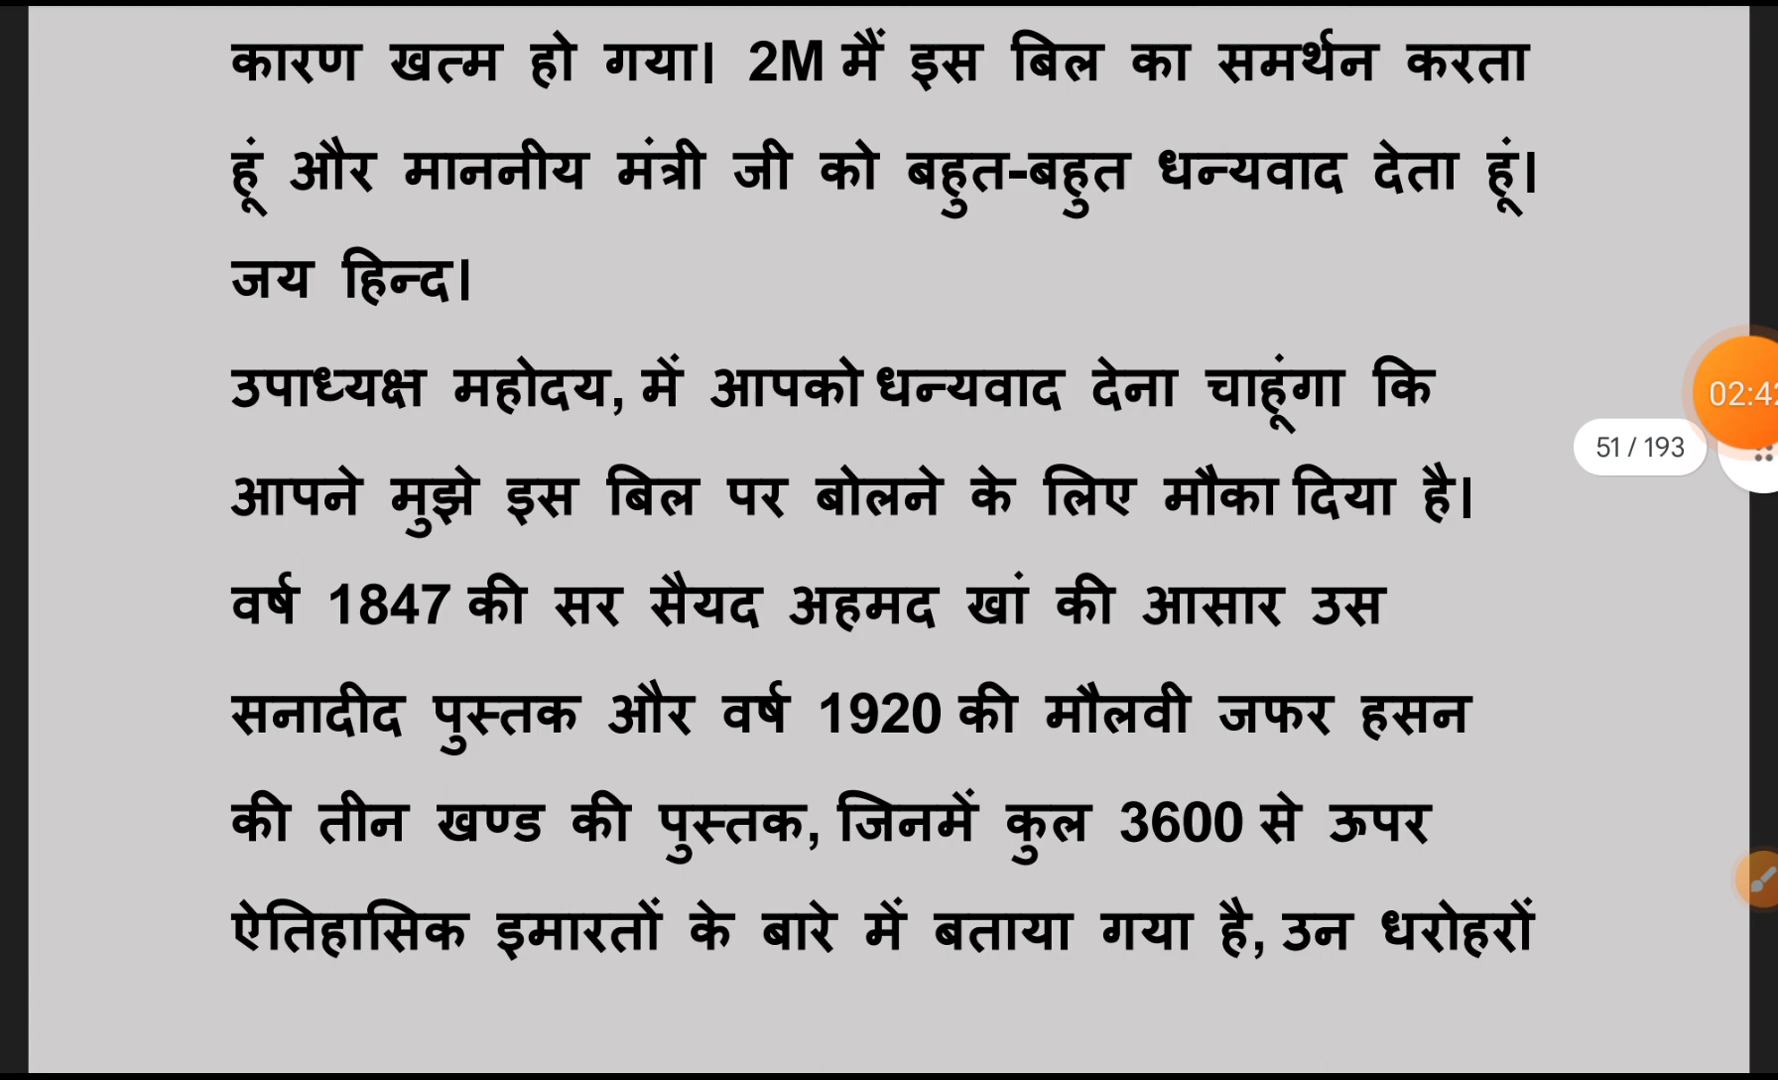 कारण खत्म हो गया। 2M मैं इस बिल का समर्थन करता
हूं और माननीय मंत्री जी को बहुत-बहुत धन्यवाद देता हूं।
जय हिन्द।
उपाध्यक्ष महोदय, में आपको धन्यवाद देना चाहूंगा कि
आपने मुझे इस बिल पर बोलने के लिए मौका दिया है।
वर्ष 1847 की सर सैयद अहमद खां की आसार उस
सनादीद पुस्तक और वर्ष 1920 की मौलवी जफर हसन
की तीन खण्ड की पुस्तक, जिनमें कुल 3600 से ऊपर
ऐतिहासिक इमारतों के बारे में बताया गया है, उन धरोहरों
51 / 193